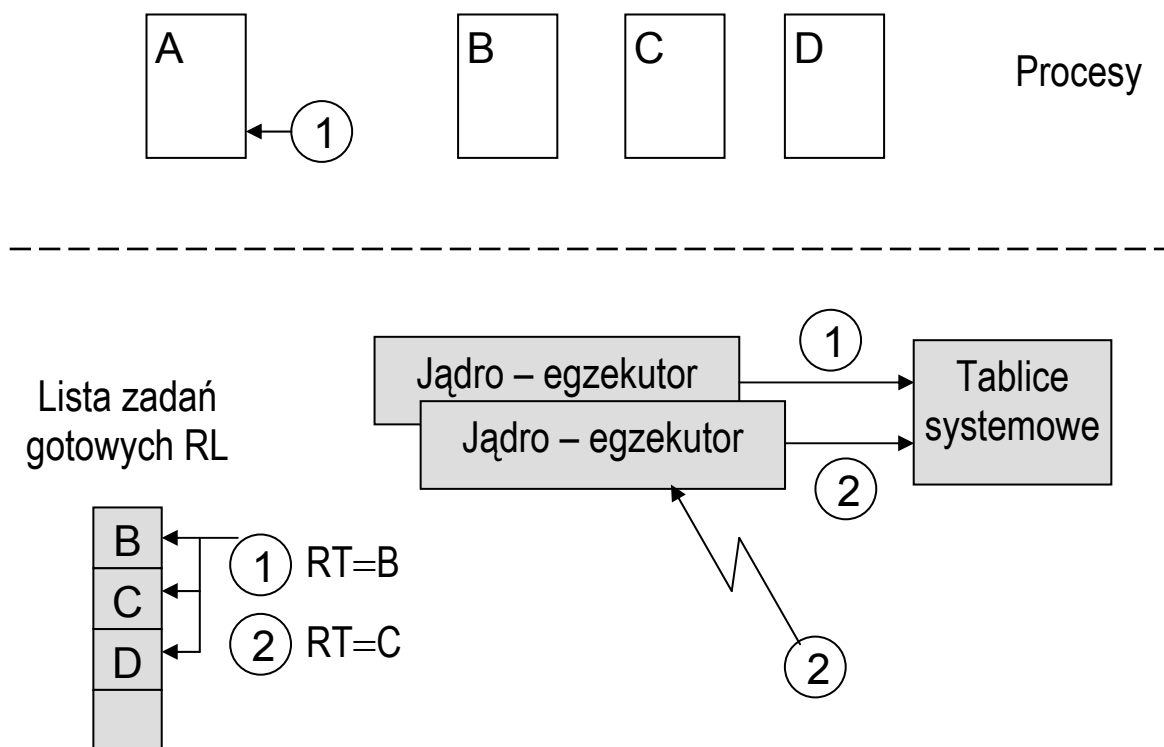 A
B
C
D
Procesy
1
1
Jądro – egzekutor
Tablice
systemowe
Lista zadań
gotowych RL
Jądro – egzekutor
2
B
1 RT=B
C
2 RT=C
D
2